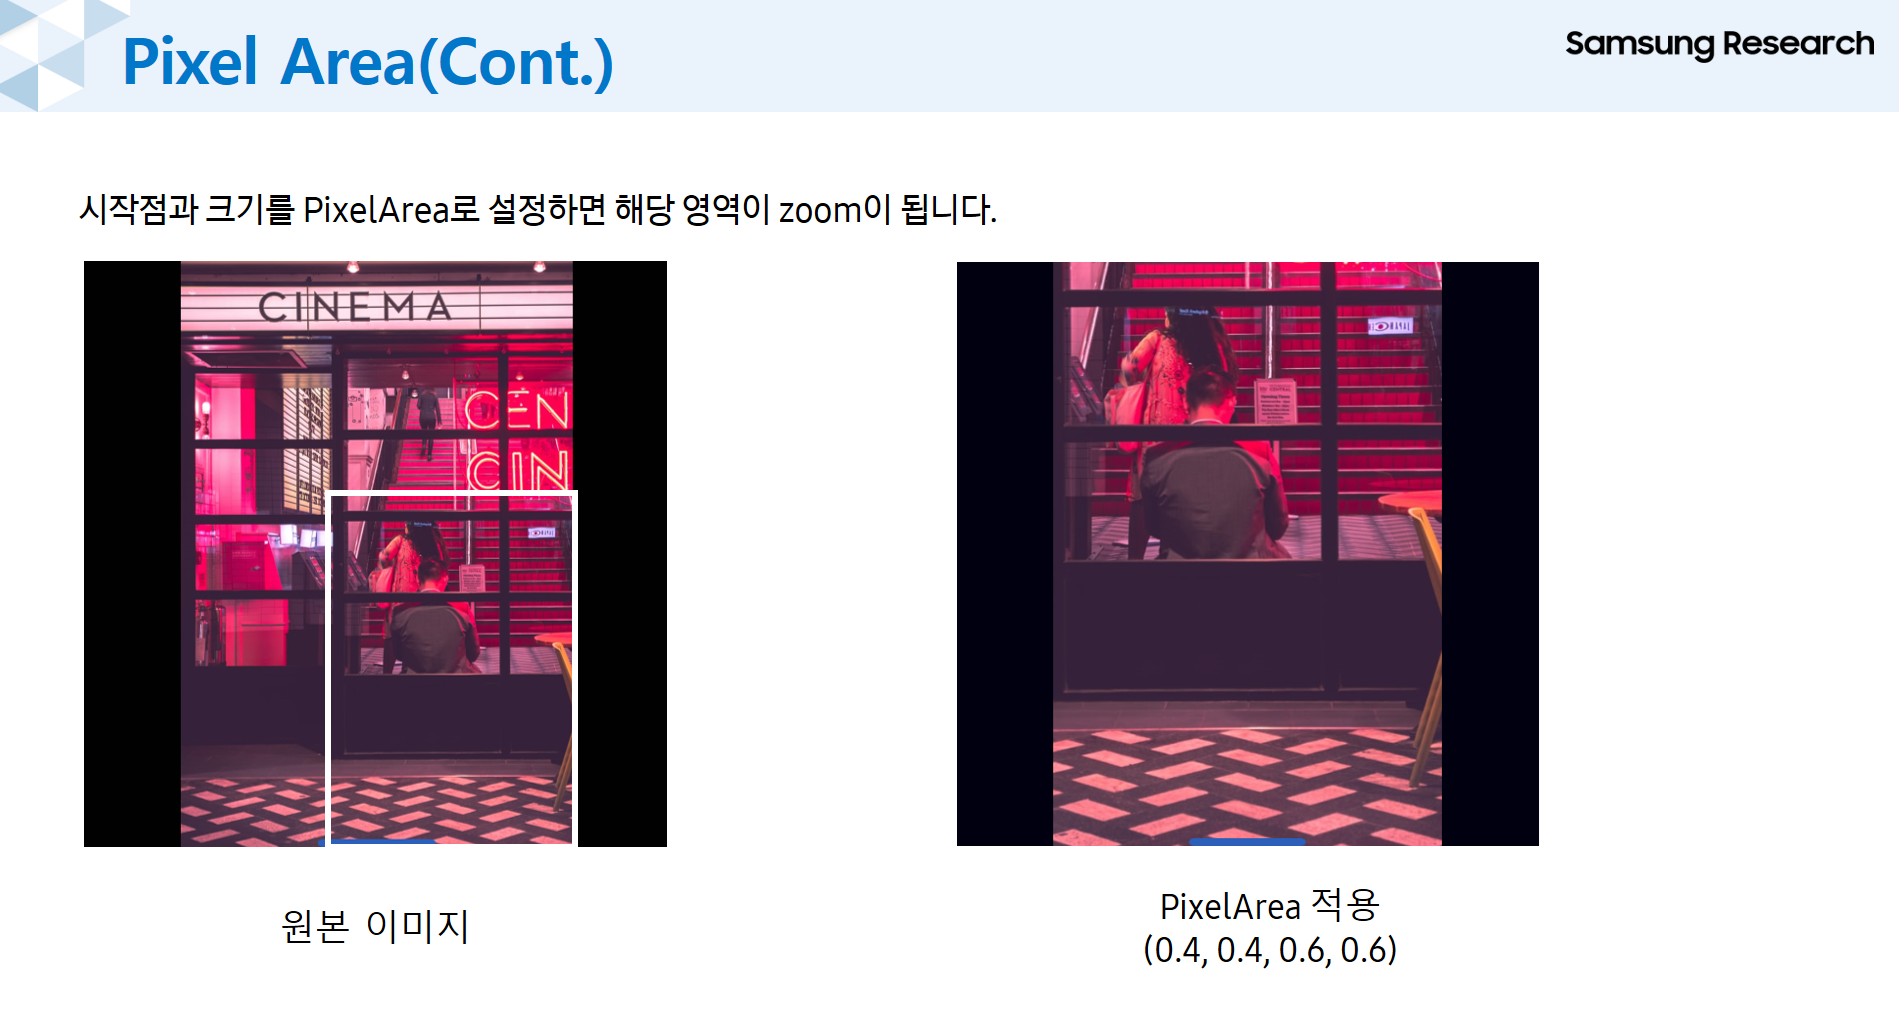 Pixel Area(Cont.)
Samsung Research
시작점과 크기를 PixelArea로 설정하면 해당 영역이 zoom이 됩니다.
CINEMA
CEN
CIN
원본 이미지
PixelArea 적용
(0.4, 0.4, 0.6, 0.6)